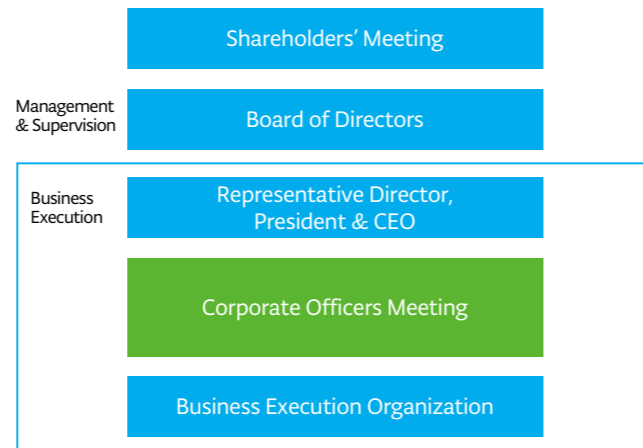 Shareholders’ Meeting
Management
& Supervision
Board of Directors
Business
Execution
Representative Director,
President & CEO
Corporate Officers Meeting
Business Execution Organization